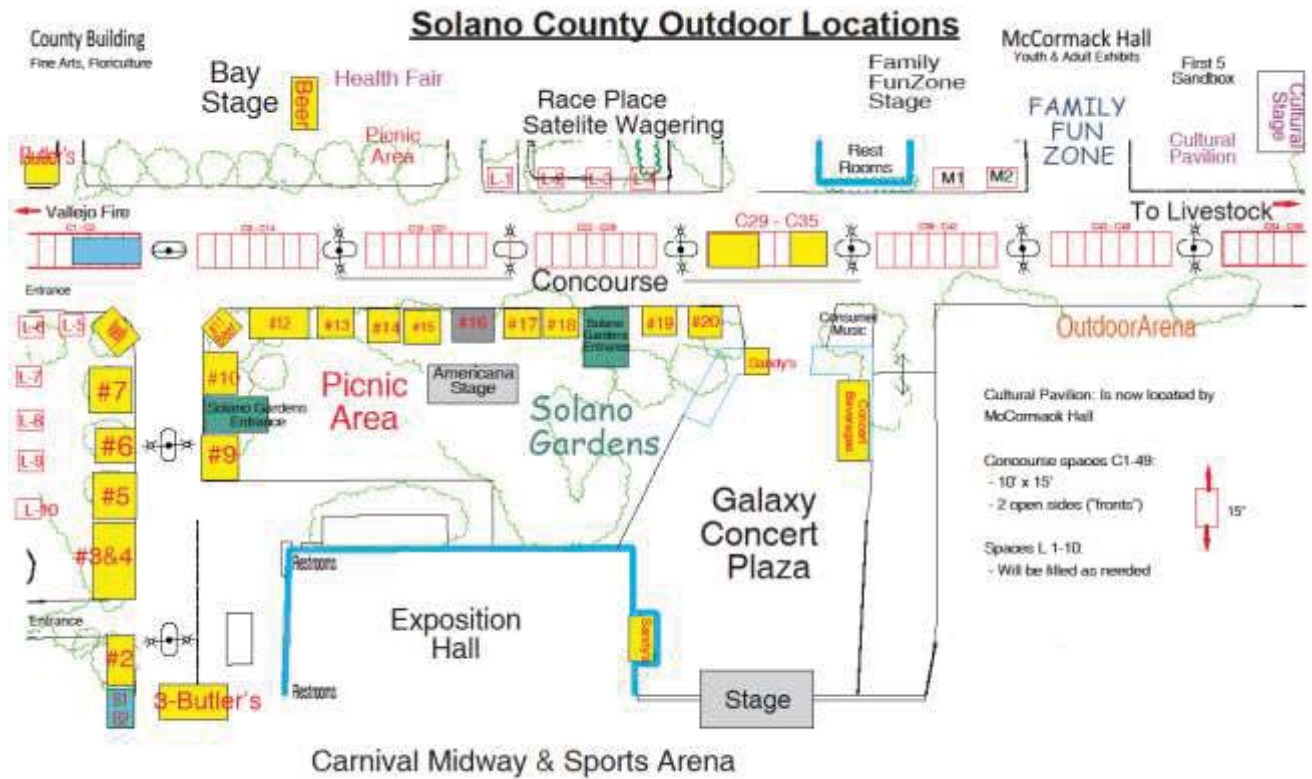 Solano County Outdoor Locations
County Building
Fine Arts, Floriculture
Bay
Stage
Beer
Health Fair
Picnic
Area
Race Place
Satelite Wagering
Family
FunZone
Stage
McCormack Hall
Youth & Adult Exhibits
First 5
Sandbox
Cultural
Stage
FAMILY
FUN
ZONE
Cultural
Pavilion
Butler's
L-1
L-3
Rest
Rooms
M1
M2
Vallejo Fire
To Livestock
C29 - C35
Concourse
Entrance
L-6
L-5
#12
#13
#14
#15
#16
#17
#18
Solano
Gardens
Entrance
#19
#20
Consumer
Music
OutdoorArena
Sandy's
L-7
#7
#10
Picnic
Area
Americana
Stage
Solano Gardens
Entrance
Solano
Gardens
Concert
Beverages
L-8
L-9
#6
#9
L-10
#5
#3&4
Galaxy
Concert
Plaza
Cultural Pavilion: Is now located by
McCormack Hall
Concourse spaces C1-49:
- 10' x 15'
- 2 open sides ("fronts")
15"
Spaces L 1-10:
- Will be filled as needed
Restrooms
Exposition
Hall
Entrance
#2
B1
B2
3-Butler's
Restrooms
Sandy's
Stage
Carnival Midway & Sports Arena